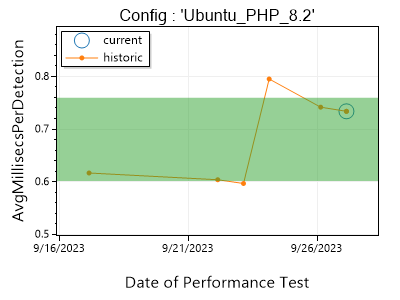 Config : 'Ubuntu_PHP_8.2'
current
historic
AvgMillisecsPerDetection
0.8
0.7
0.6
0.5
9/16/2023
9/21/2023
9/26/2023
Date of Performance Test